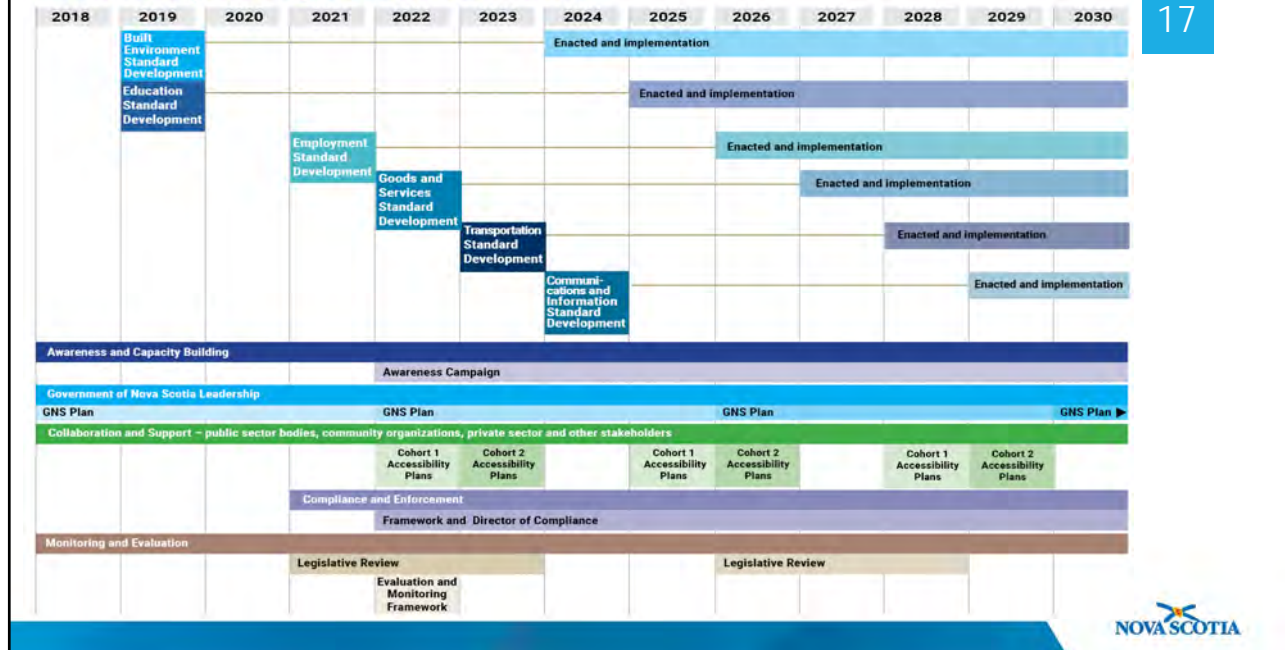 2018 2019 2020 2021 2022 2023 2024 2025 2026 2027 2028 2029 2030
17
Built
Environment
Standard
Development
Enacted and implementation
Education
Standard
Development
Enacted and implementation
Employment
Standard
Development
Enacted and implementation
Goods and
Services
Standard
Development
Enacted and implementation
Transportation
Standard
Development
Enacted and implementation
Communi-
cations and
Information
Standard
Development
Enacted and implementation
Awareness and Capacity Building
Awareness Campaign
Government of Nova Scotia Leadership
GNS Plan GNS Plan GNS Plan GNS Plan ▶
Collaboration and Support – public sector bodies, community organizations, private sector and other stakeholders
Cohort 1
Accessibility
Plans
Cohort 2
Accessibility
Plans
Cohort 1
Accessibility
Plans
Cohort 2
Accessibility
Plans
Cohort 1
Accessibility
Plans
Cohort 2
Accessibility
Plans
Compliance and Enforcement
Framework and Director of Compliance
Monitoring and Evaluation
Legislative Review Legislative Review
Evaluation and
Monitoring
Framework
NOVA SCOTIA